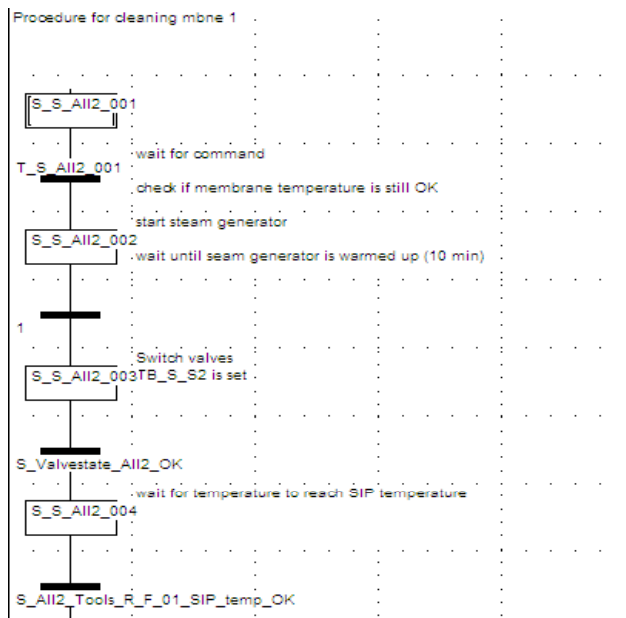 Procedure for cleaning mbne 1
S_S_All2_001
wait for command
T_S_All2_001
check if membrane temperature is still OK
start steam generator
S_S_All2_002
wait until seam generator is warmed up (10 min)
1
Switch valves
S_S_All2_003
TB_S_S2 is set
S_Valvestate_All2_OK
wait for temperature to reach SIP temperature
S_S_All2_004
S_All2_Tools_R_F_01_SIP_temp_OK